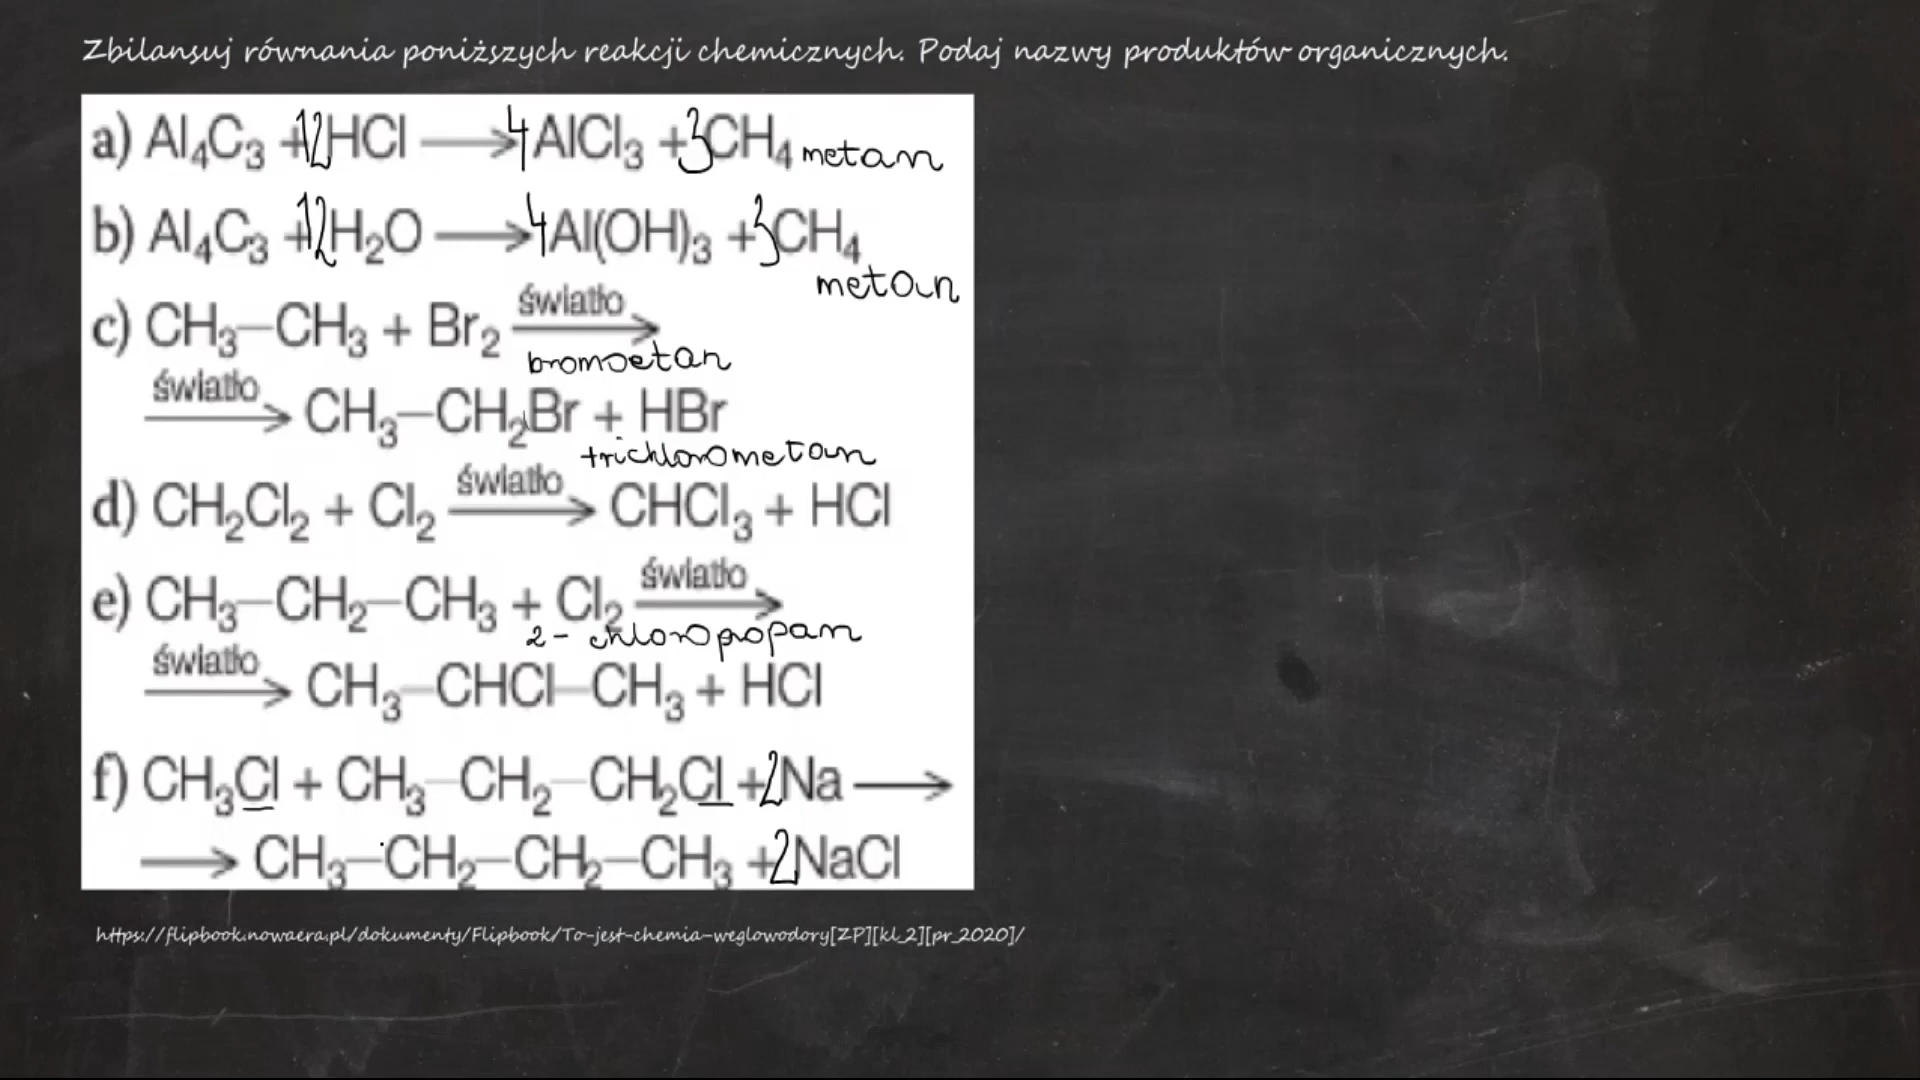 Zbilansuj równania poniższych reakcji chemicznych. Podaj nazwy produktów organicznych.
a) Al₄C₃ + 12HCl ⟶ 4AlCl₃ + 3CH₄ metan
b) Al₄C₃ + 12H₂O ⟶ 4Al(OH)₃ + 3CH₄
metan
c) CH₃–CH₃ + Br₂ światło ⟶
bromoetan
światło ⟶ CH₃–CH₂Br + HBr
trichlorometan
d) CH₂Cl₂ + Cl₂ światło ⟶ CHCl₃ + HCl
e) CH₃–CH₂–CH₃ + Cl₂ światło ⟶
2-chloropropan
światło ⟶ CH₃–CHCl–CH₃ + HCl
f) CH₃Cl + CH₃–CH₂–CH₂Cl + 2Na ⟶
⟶ CH₃–CH₂–CH₂–CH₃ + 2NaCl
https://flipbook.nowaera.pl/dokumenty/Flipbook/To-jest-chemia-weglowodory[ZP][kl_2][pr_2020]/